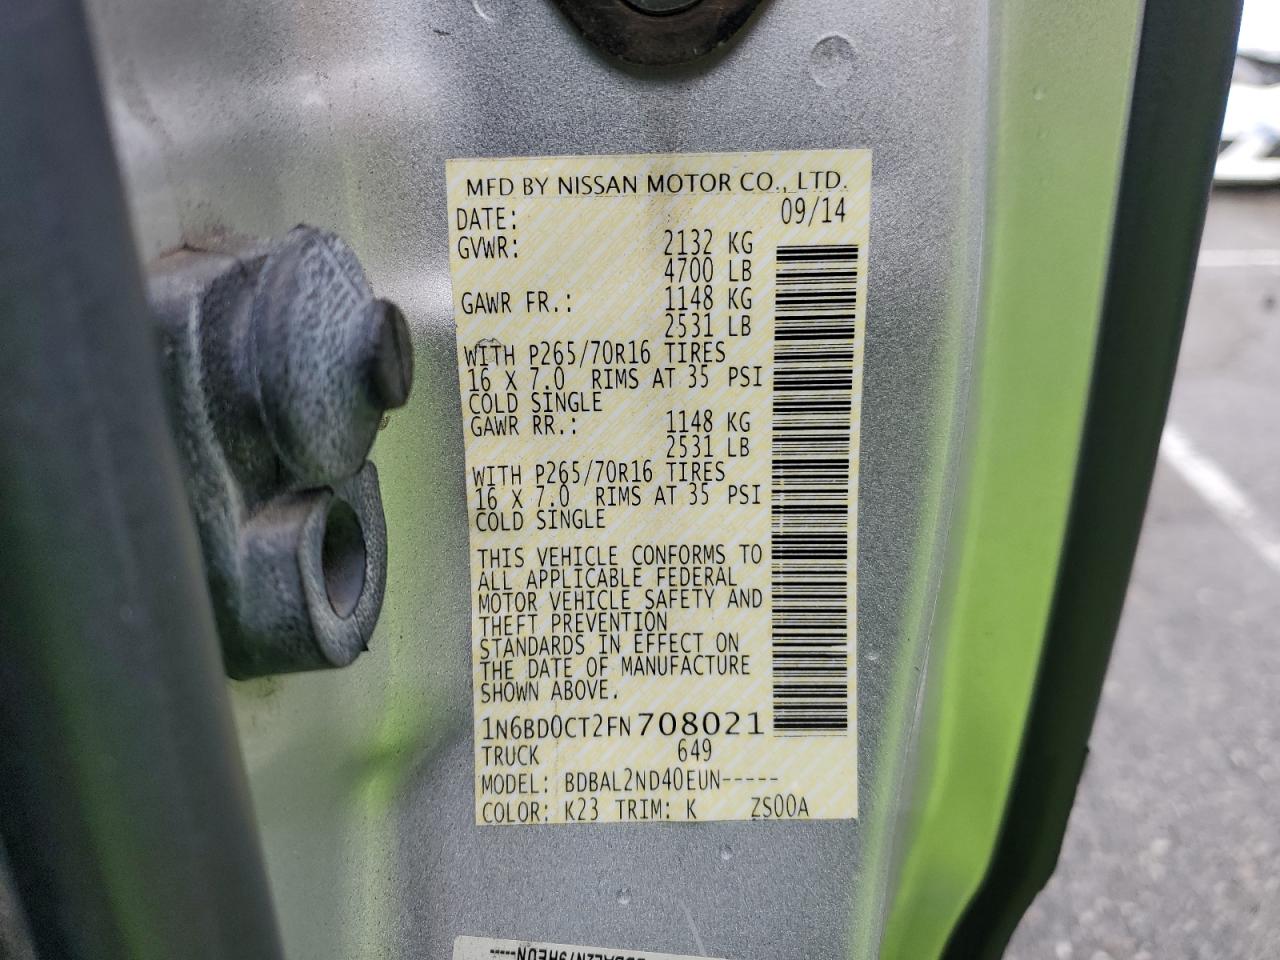 MFD BY NISSAN MOTOR CO., LTD.
DATE: 09/14
GVWR: 2132 KG
4700 LB
GAWR FR.: 1148 KG
2531 LB
WITH P265/70R16 TIRES
16 X 7.0 RIMS AT 35 PSI
COLD SINGLE
GAWR RR.: 1148 KG
2531 LB
WITH P265/70R16 TIRES
16 X 7.0 RIMS AT 35 PSI
COLD SINGLE
THIS VEHICLE CONFORMS TO
ALL APPLICABLE FEDERAL
MOTOR VEHICLE SAFETY AND
THEFT PREVENTION
STANDARDS IN EFFECT ON
THE DATE OF MANUFACTURE
SHOWN ABOVE.
1N6BD0CT2FN708021
TRUCK 649
MODEL: BDBAL2ND40EUN-----
COLOR: K23 TRIM: K ZS00A